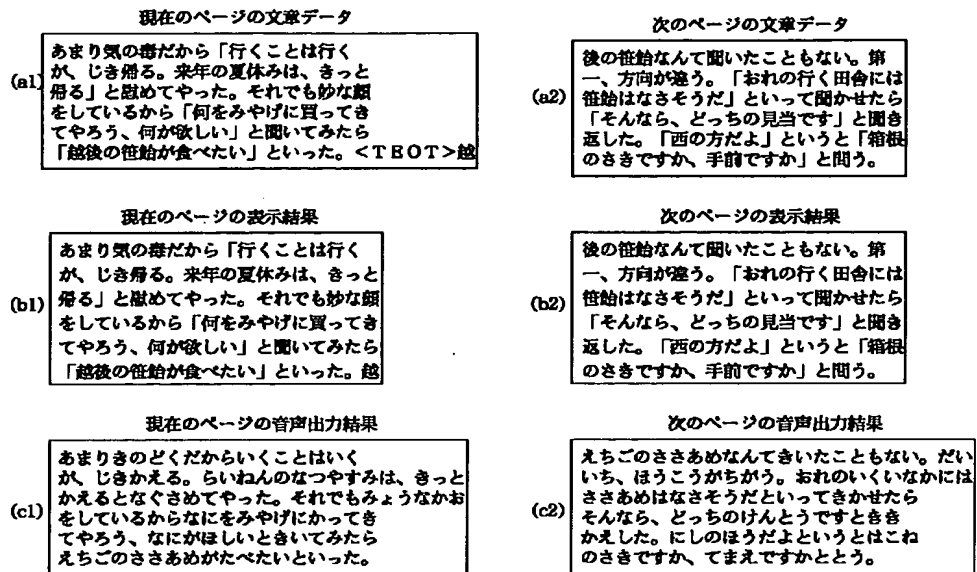 現在のページの文章データ
(a1)
あまり気の毒だから「行くことは行く
が、じき帰る。来年の夏休みは、きっと
帰る」と慰めてやった。それでも妙な顔
をしているから「何をみやげに買ってき
てやろう、何が欲しい」と聞いてみたら
「越後の笹飴が食べたい」といった。<TEOT>越
次のページの文章データ
(a2)
後の笹飴なんて聞いたこともない。第
一、方向が違う。「おれの行く田舎には
笹飴はなさそうだ」といって聞かせたら
「そんなら、どっちの見当です」と聞き
返した。「西の方だよ」というと「箱根
のさきですか、手前ですか」と問う。
現在のページの表示結果
(b1)
あまり気の毒だから「行くことは行く
が、じき帰る。来年の夏休みは、きっと
帰る」と慰めてやった。それでも妙な顔
をしているから「何をみやげに買ってき
てやろう、何が欲しい」と聞いてみたら
「越後の笹飴が食べたい」といった。越
次のページの表示結果
(b2)
後の笹飴なんて聞いたこともない。第
一、方向が違う。「おれの行く田舎には
笹飴はなさそうだ」といって聞かせたら
「そんなら、どっちの見当です」と聞き
返した。「西の方だよ」というと「箱根
のさきですか、手前ですか」と問う。
現在のページの音声出力結果
(c1)
あまりきのどくだからいくことはいく
が、じきかえる。らいねんのなつやすみは、きっと
かえるとなぐさめてやった。それでもみょうなかお
をしているからなにをみやげにかってき
てやろう、なにがほしいときいてみたら
えちごのささあめがたべたいといった。
次のページの音声出力結果
(c2)
えちごのささあめなんてきいたこともない。だい
いち、ほうこうがちがう。おれのいくいなかには
ささあめはなさそうだといってきかせたら
そんなら、どっちのけんとうですときき
かえした。にしのほうだよというとはこね
のさきですか、てまえですかととう。